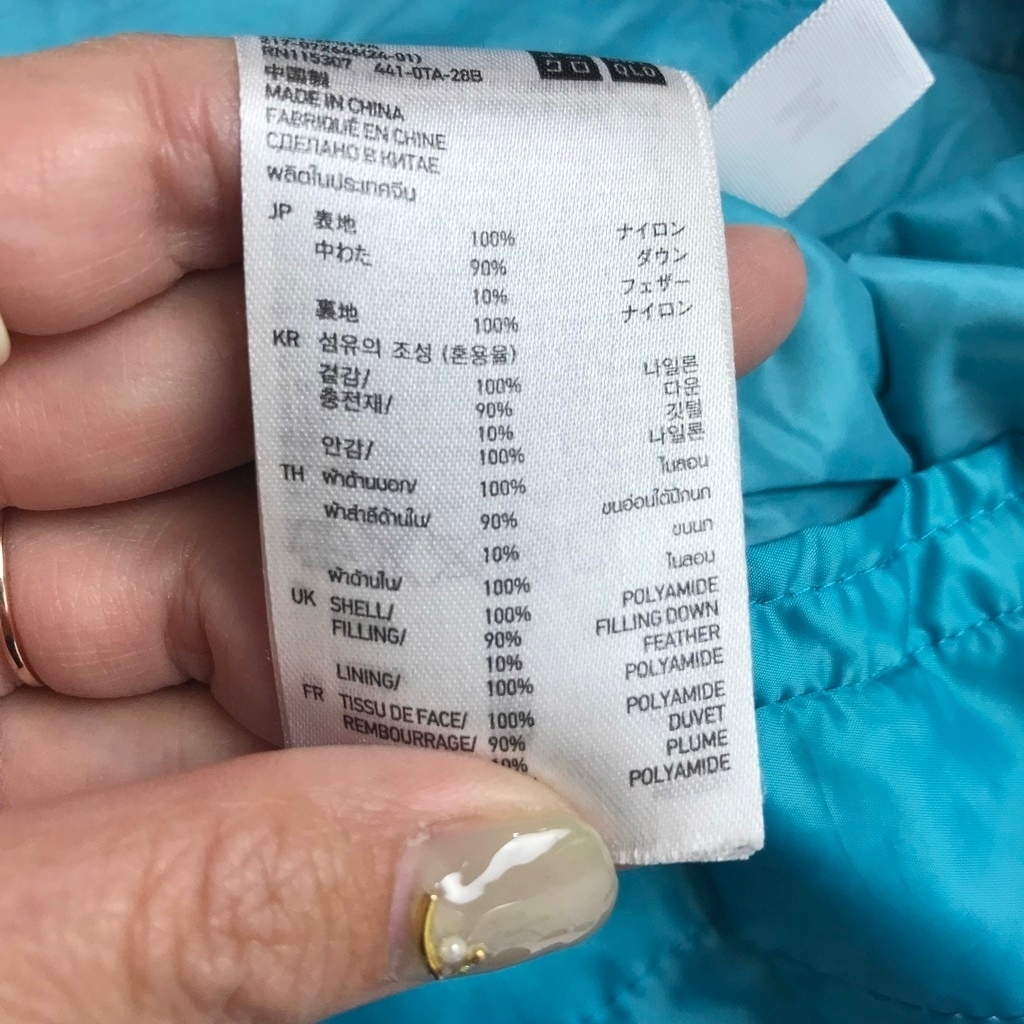 217-072444(24-01)
RN115307 441-0TA-28B
QLO
中国製
MADE IN CHINA
FABRIQUÉ EN CHINE
СДЕЛАНО В КИТАЕ
ผลิตในประเทศจีน
JP 表地 100% ナイロン
中わた 90% ダウン
10% フェザー
裏地 100% ナイロン
KR 섬유의 조성 (혼용율)
겉감/ 100% 나일론
충전재/ 90% 다운
10% 깃털
안감/ 100% 나일론
TH ผ้าด้านนอก/ 100% ไนลอน
ผ้าสำลีด้านใน/ 90% ขนอ่อนใต้ปีกนก
10% ขนนก
ผ้าด้านใน/ 100% ไนลอน
UK SHELL/ 100% POLYAMIDE
FILLING/ 90% FILLING DOWN
10% FEATHER
LINING/ 100% POLYAMIDE
FR TISSU DE FACE/ 100% POLYAMIDE
REMBOURRAGE/ 90% DUVET
10% PLUME
POLYAMIDE